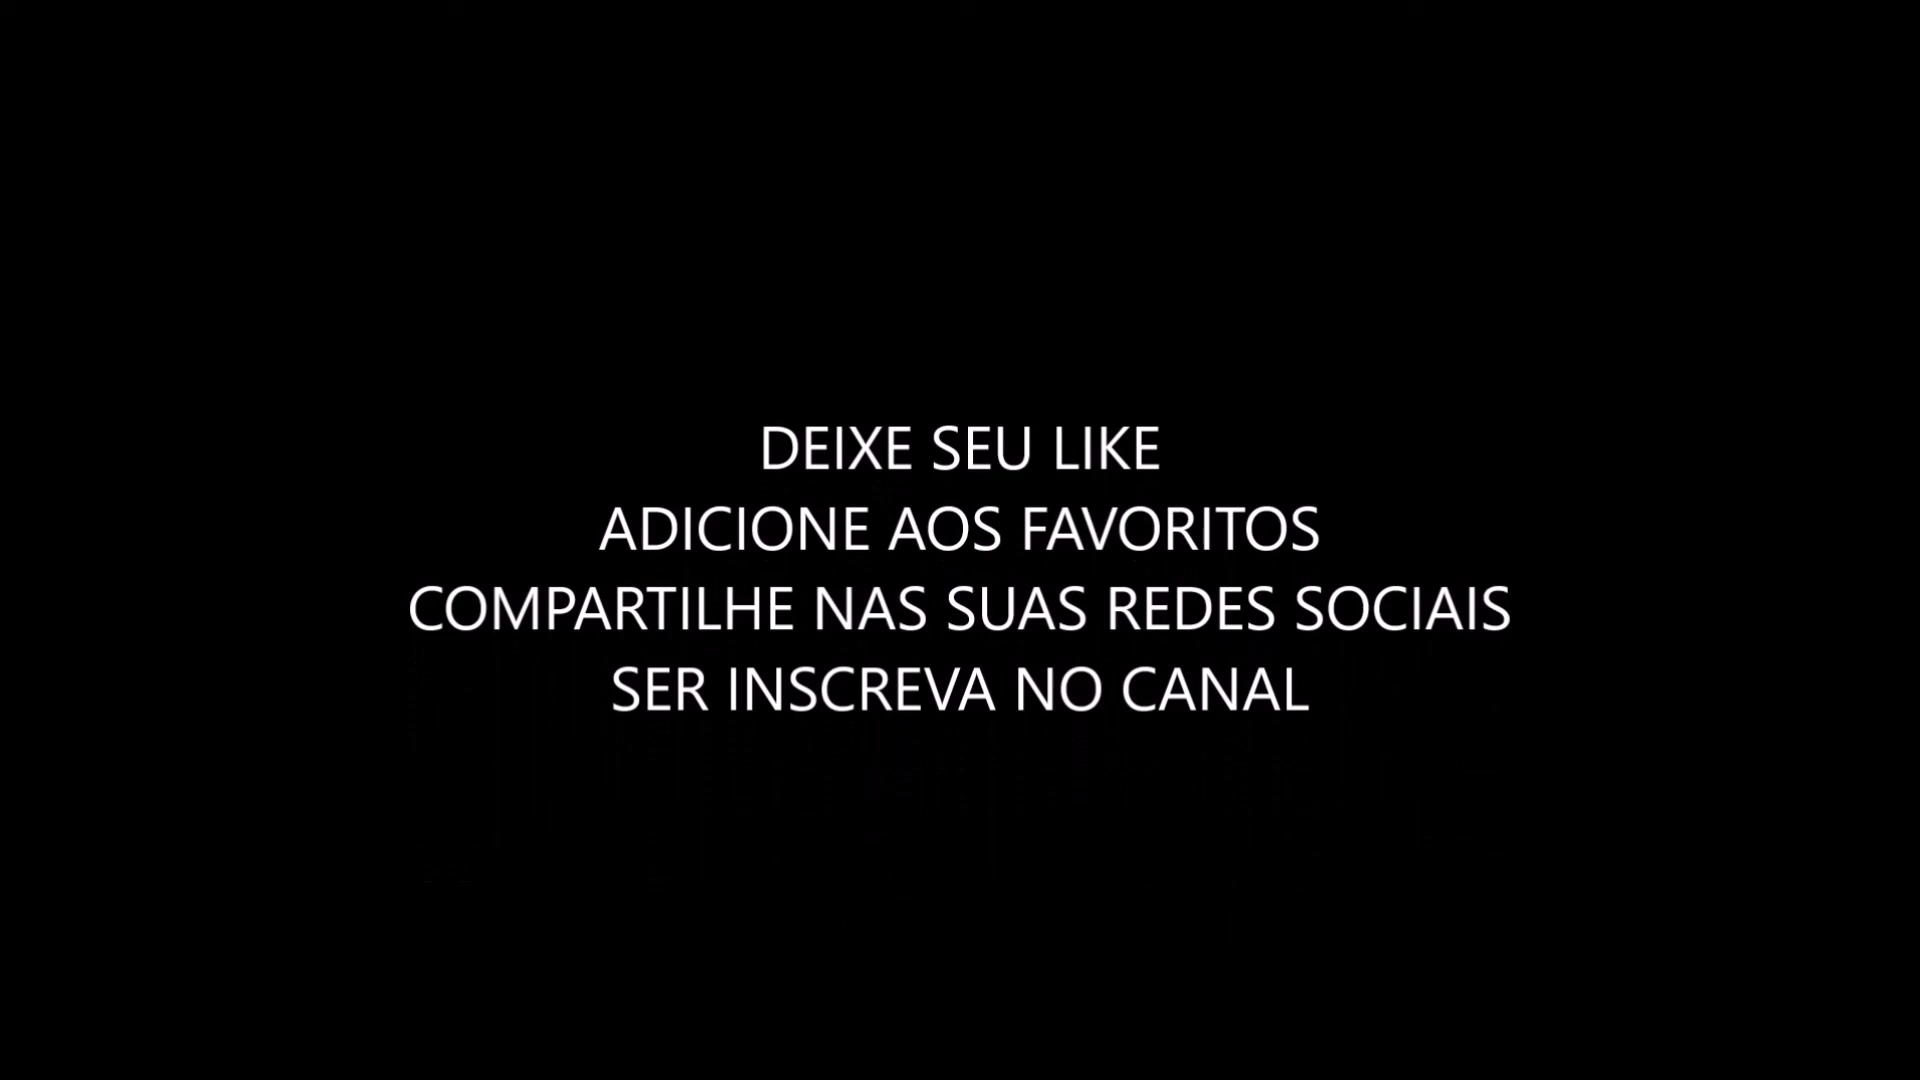 DEIXE SEU LIKE
ADICIONE AOS FAVORITOS
COMPARTILHE NAS SUAS REDES SOCIAIS
SER INSCREVA NO CANAL